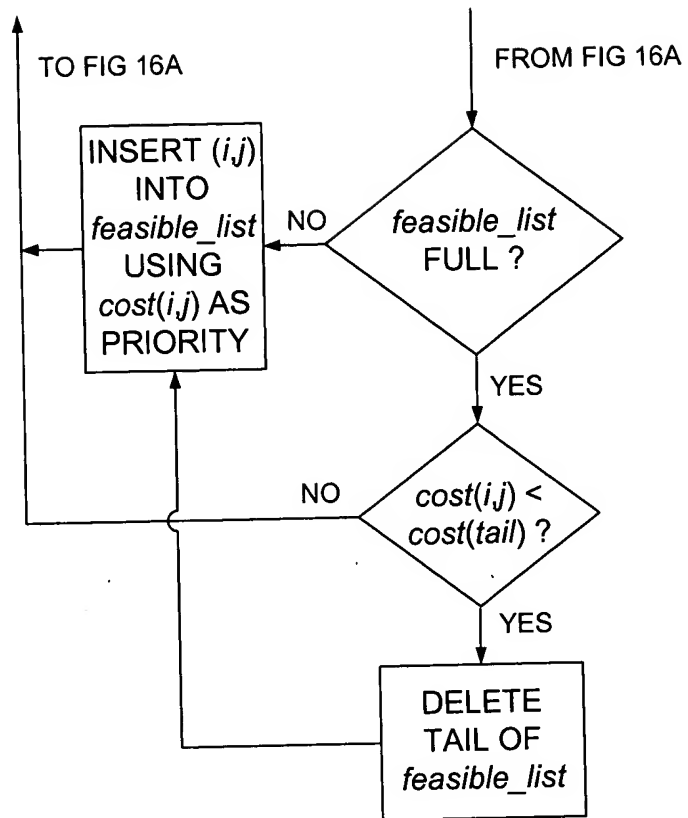 TO FIG 16A
FROM FIG 16A
INSERT (i,j)
INTO
feasible_list
USING
cost(i,j) AS
PRIORITY
NO
feasible_list
FULL ?
YES
NO
cost(i,j) <
cost(tail) ?
YES
DELETE
TAIL OF
feasible_list